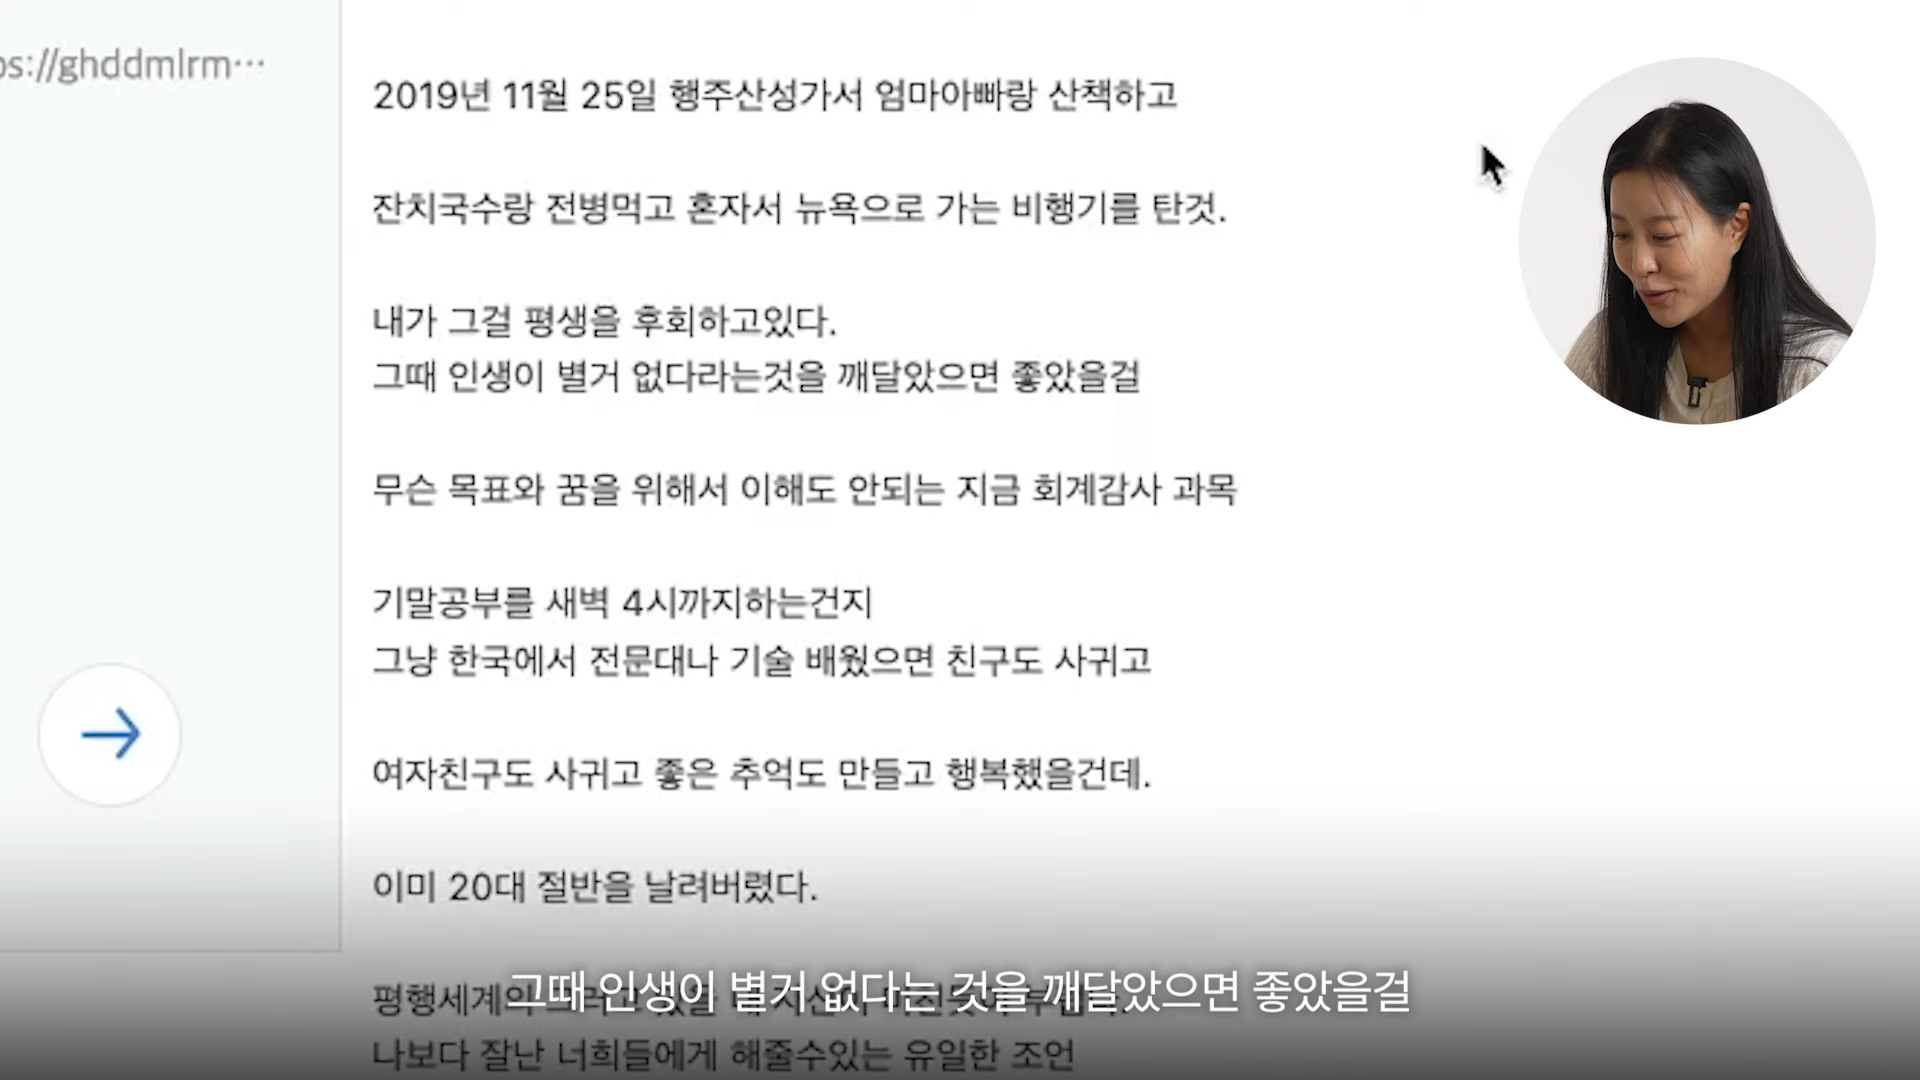 ps://ghddmlrm…
2019년 11월 25일 행주산성가서 엄마아빠랑 산책하고
잔치국수랑 전병먹고 혼자서 뉴욕으로 가는 비행기를 탄것.
내가 그걸 평생을 후회하고있다.
그때 인생이 별거 없다라는것을 깨달았으면 좋았을걸
무슨 목표와 꿈을 위해서 이해도 안되는 지금 회계감사 과목
기말공부를 새벽 4시까지하는건지
그냥 한국에서 전문대나 기술 배웠으면 친구도 사귀고
여자친구도 사귀고 좋은 추억도 만들고 행복했을건데.
이미 20대 절반을 날려버렸다.
평행세계의
그때 인생이 별거 없다는 것을 깨달았으면 좋았을걸
나보다 잘난 너희들에게 해줄수있는 유일한 조언